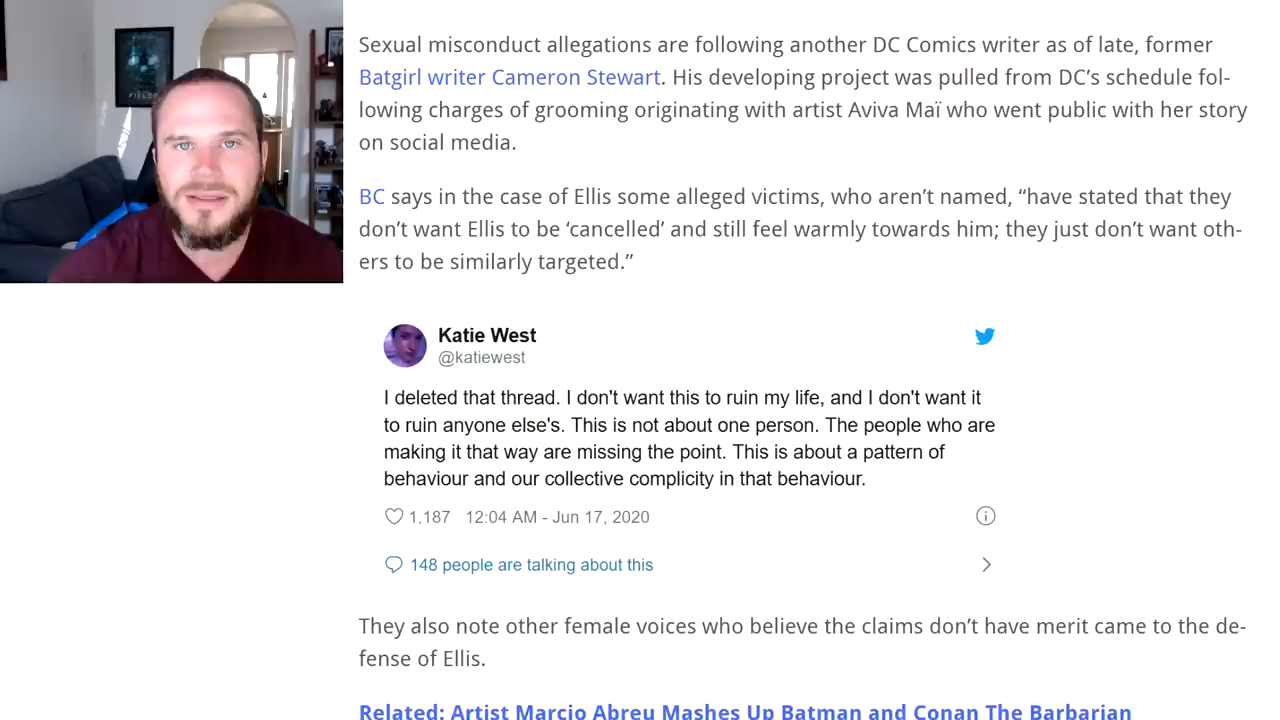 Sexual misconduct allegations are following another DC Comics writer as of late, former
Batgirl writer Cameron Stewart. His developing project was pulled from DC’s schedule fol-
lowing charges of grooming originating with artist Aviva Maï who went public with her story
on social media.
BC says in the case of Ellis some alleged victims, who aren’t named, “have stated that they
don’t want Ellis to be ‘cancelled’ and still feel warmly towards him; they just don’t want oth-
ers to be similarly targeted.”
Katie West
@katiewest
I deleted that thread. I don't want this to ruin my life, and I don't want it
to ruin anyone else's. This is not about one person. The people who are
making it that way are missing the point. This is about a pattern of
behaviour and our collective complicity in that behaviour.
1,187 12:04 AM - Jun 17, 2020
148 people are talking about this
They also note other female voices who believe the claims don’t have merit came to the de-
fense of Ellis.
Related: Artist Marcio Abreu Mashes Up Batman and Conan The Barbarian